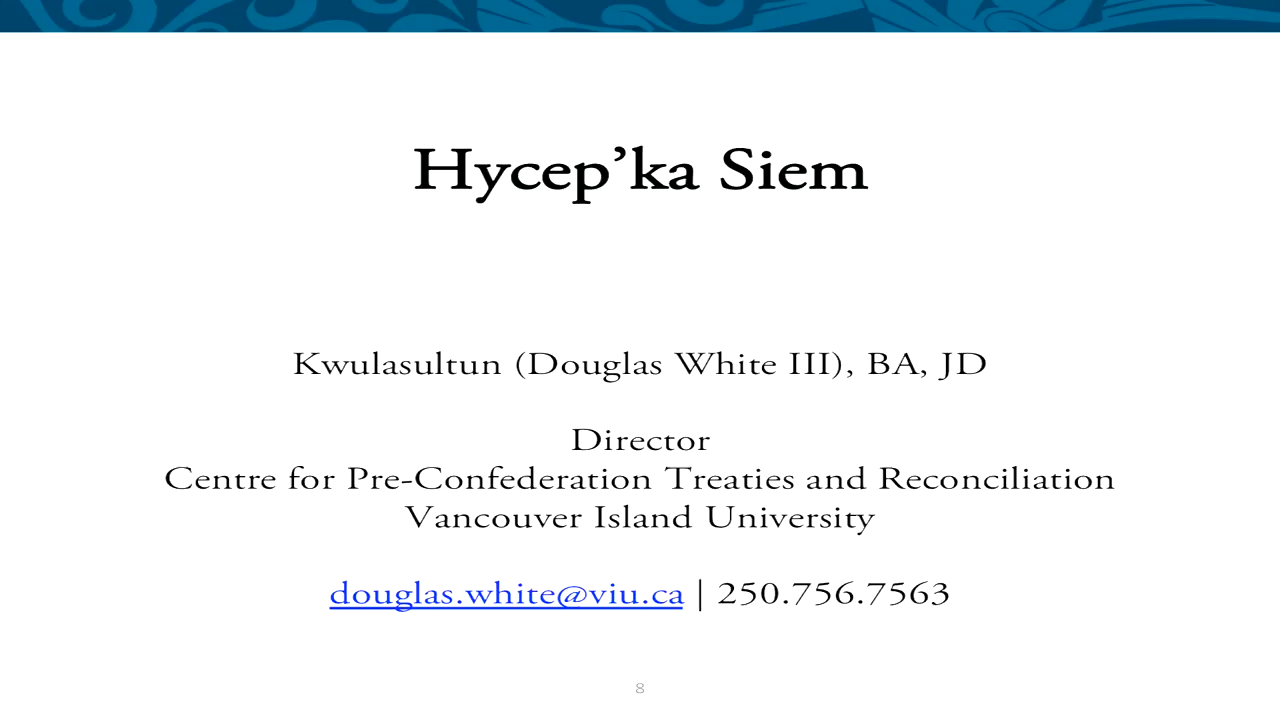 Hycep’ka Siem
Kwulasultun (Douglas White III), BA, JD
Director
Centre for Pre-Confederation Treaties and Reconciliation
Vancouver Island University
douglas.white@viu.ca | 250.756.7563
8